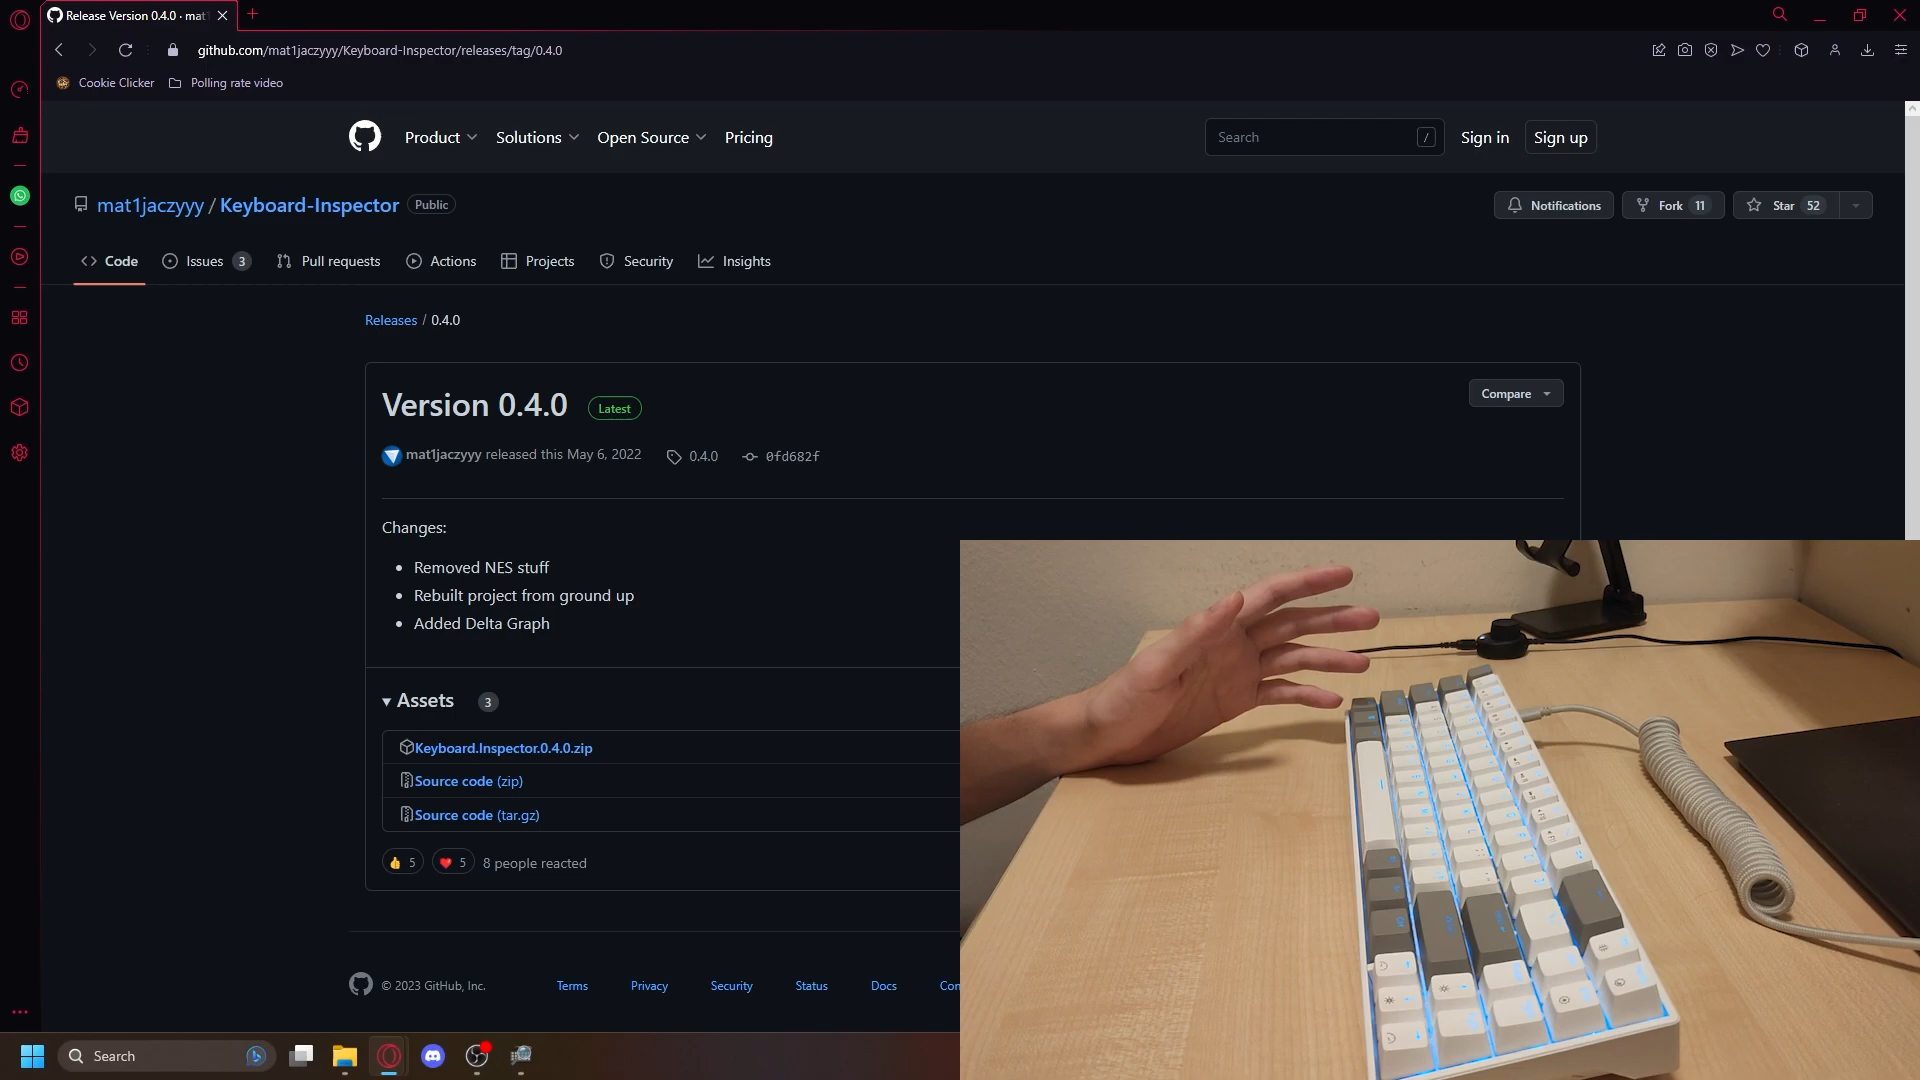 Release Version 0.4.0 · mat1
github.com/mat1jaczyyy/Keyboard-Inspector/releases/tag/0.4.0
Cookie Clicker Polling rate video
Product Solutions Open Source Pricing Search / Sign in Sign up
mat1jaczyyy / Keyboard-Inspector Public Notifications Fork 11 Star 52
Code Issues 3 Pull requests Actions Projects Security Insights
Releases / 0.4.0
Version 0.4.0 Latest Compare
mat1jaczyyy released this May 6, 2022 0.4.0 0fd682f
Changes:
Removed NES stuff
Rebuilt project from ground up
Added Delta Graph
Assets 3
Keyboard.Inspector.0.4.0.zip
Source code (zip)
Source code (tar.gz)
5 5 8 people reacted
© 2023 GitHub, Inc. Terms Privacy Security Status Docs Con
Search